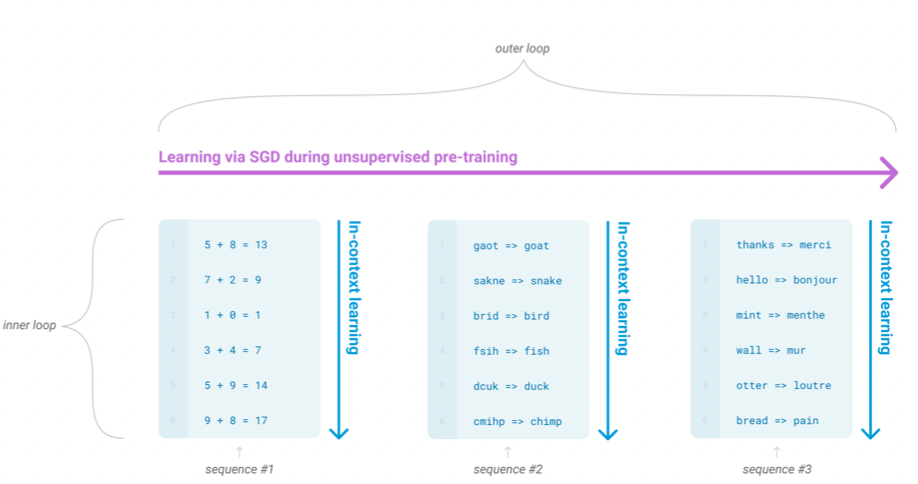 outer loop
Learning via SGD during unsupervised pre-training
inner loop
1 5 + 8 = 13
2 7 + 2 = 9
3 1 + 0 = 1
4 3 + 4 = 7
5 5 + 9 = 14
6 9 + 8 = 17
In-context learning
sequence #1
1 gaot => goat
2 sakne => snake
3 brid => bird
4 fsih => fish
5 dcuk => duck
6 cmihp => chimp
In-context learning
sequence #2
1 thanks => merci
2 hello => bonjour
3 mint => menthe
4 wall => mur
5 otter => loutre
6 bread => pain
In-context learning
sequence #3